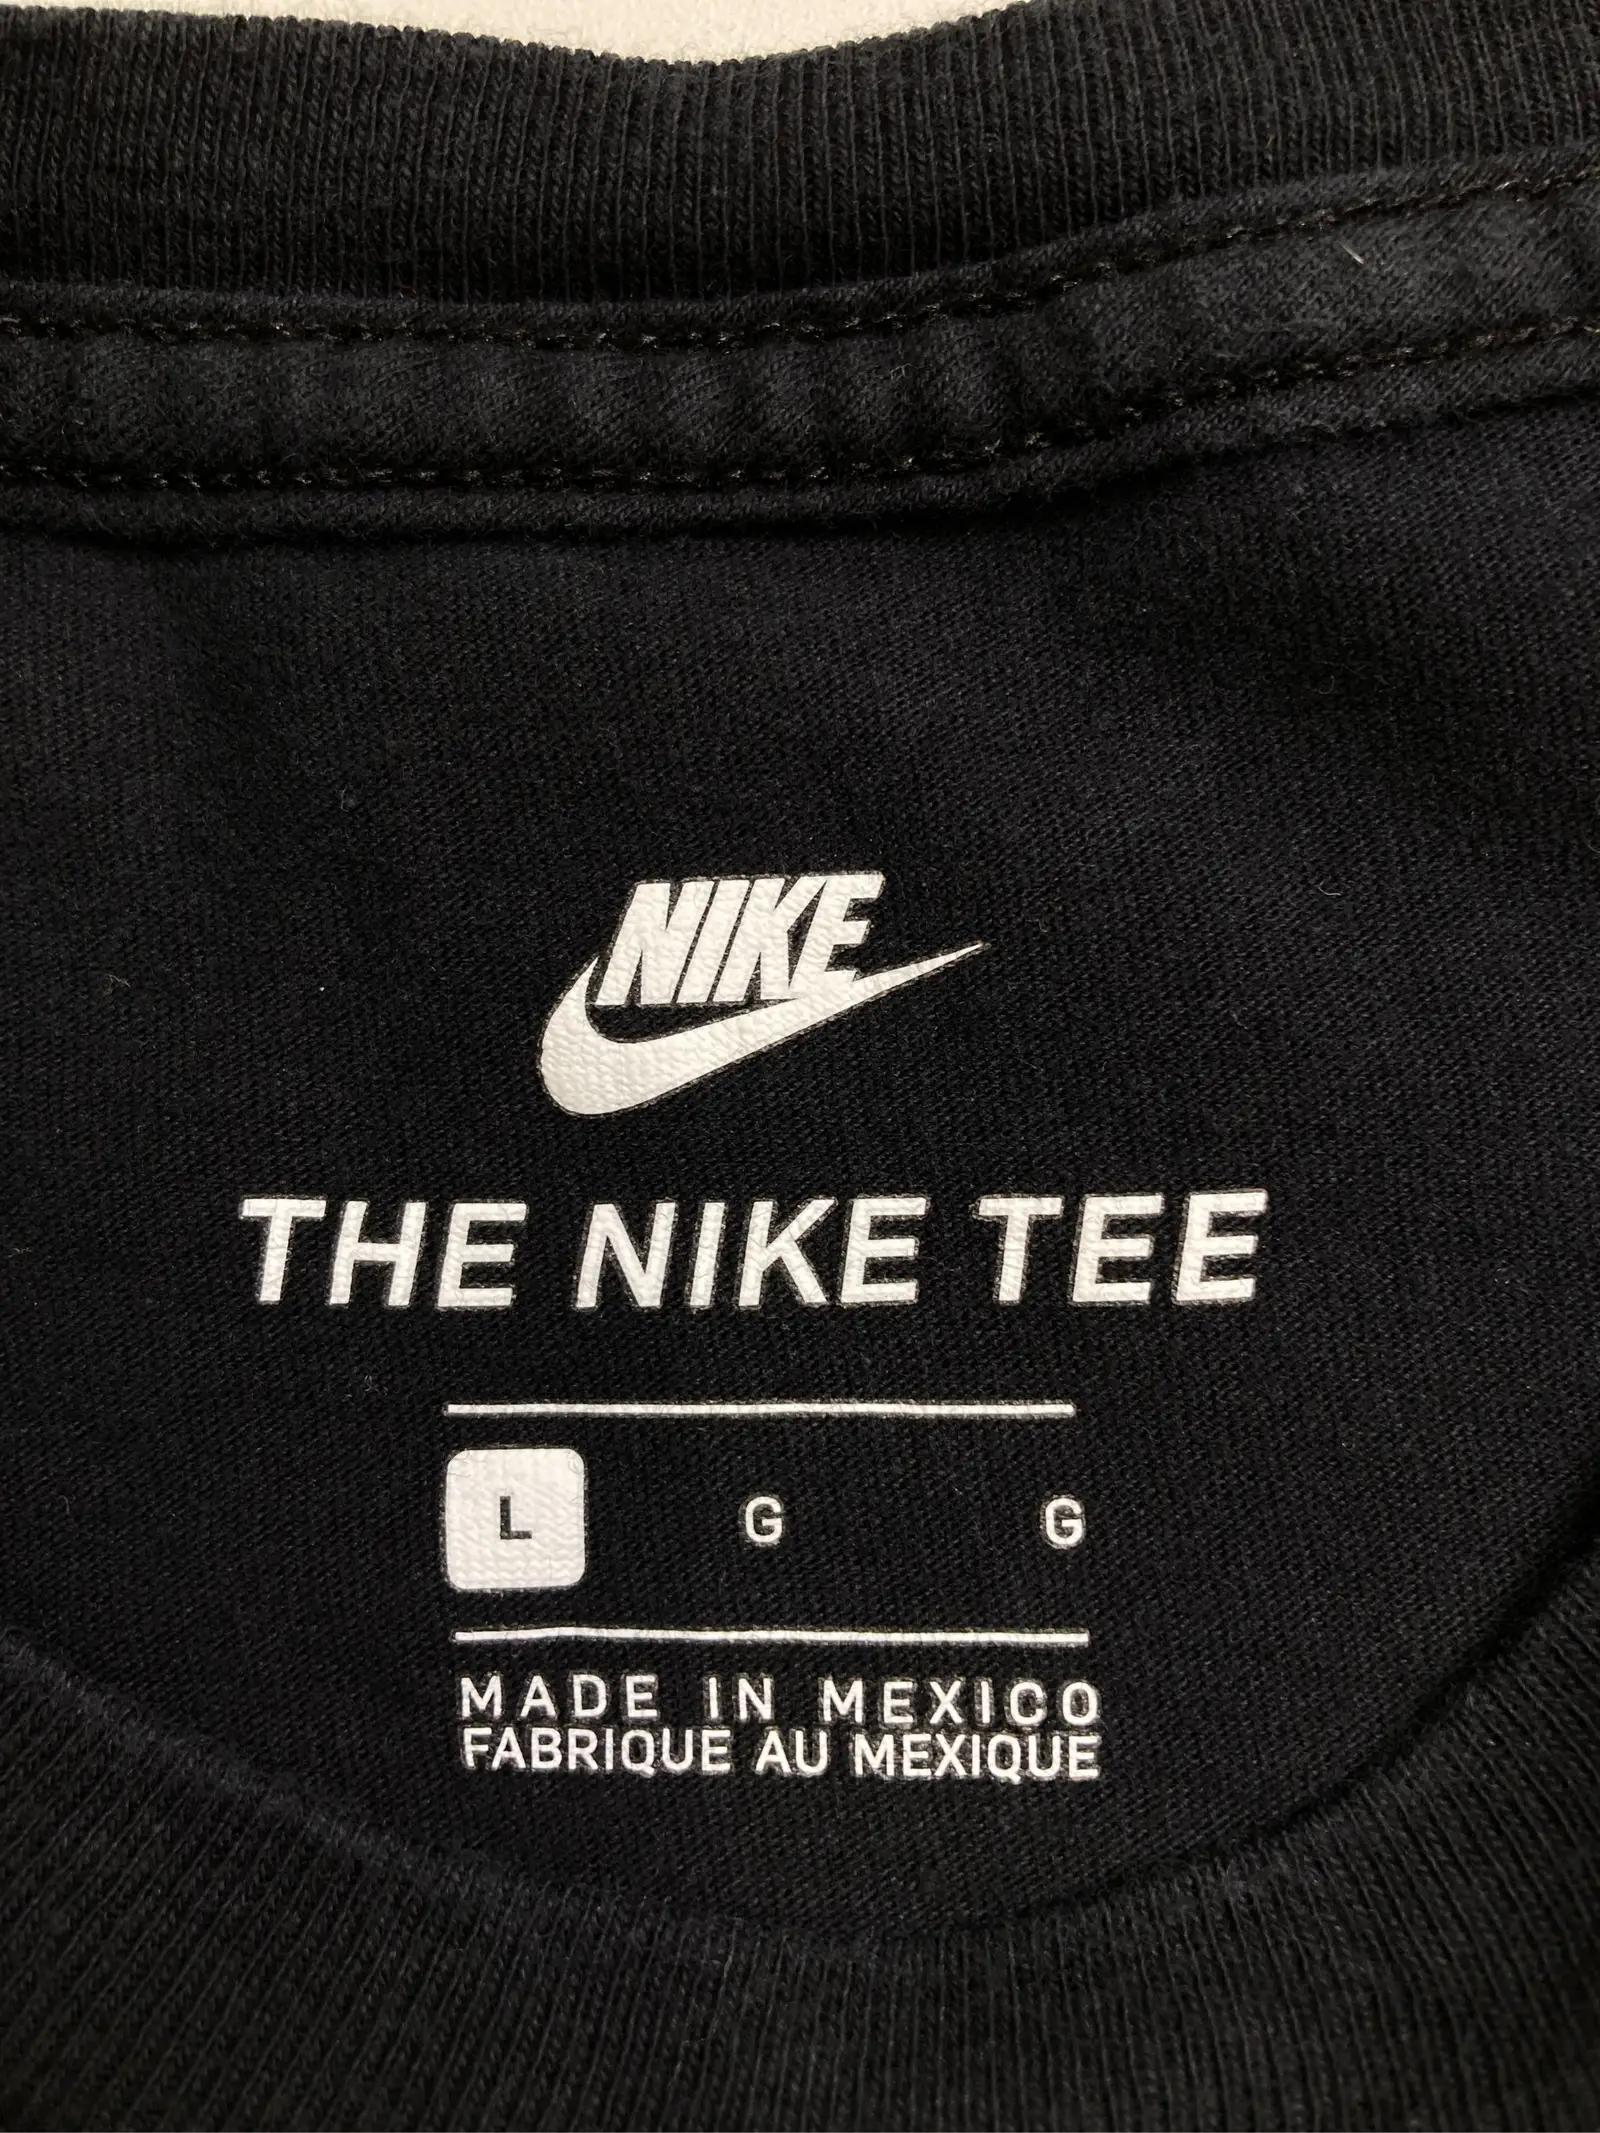 NIKE
THE NIKE TEE
L G G
MADE IN MEXICO
FABRIQUE AU MEXIQUE